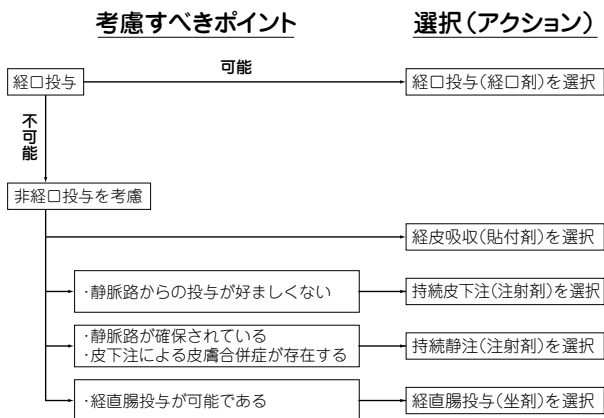 考慮すべきポイント
選択(アクション)
経口投与
可能
経口投与(経口剤)を選択
不可能
非経口投与を考慮
経皮吸収(貼付剤)を選択
・静脈路からの投与が好ましくない
持続皮下注(注射剤)を選択
・静脈路が確保されている
・皮下注による皮膚合併症が存在する
持続静注(注射剤)を選択
・経直腸投与が可能である
経直腸投与(坐剤)を選択